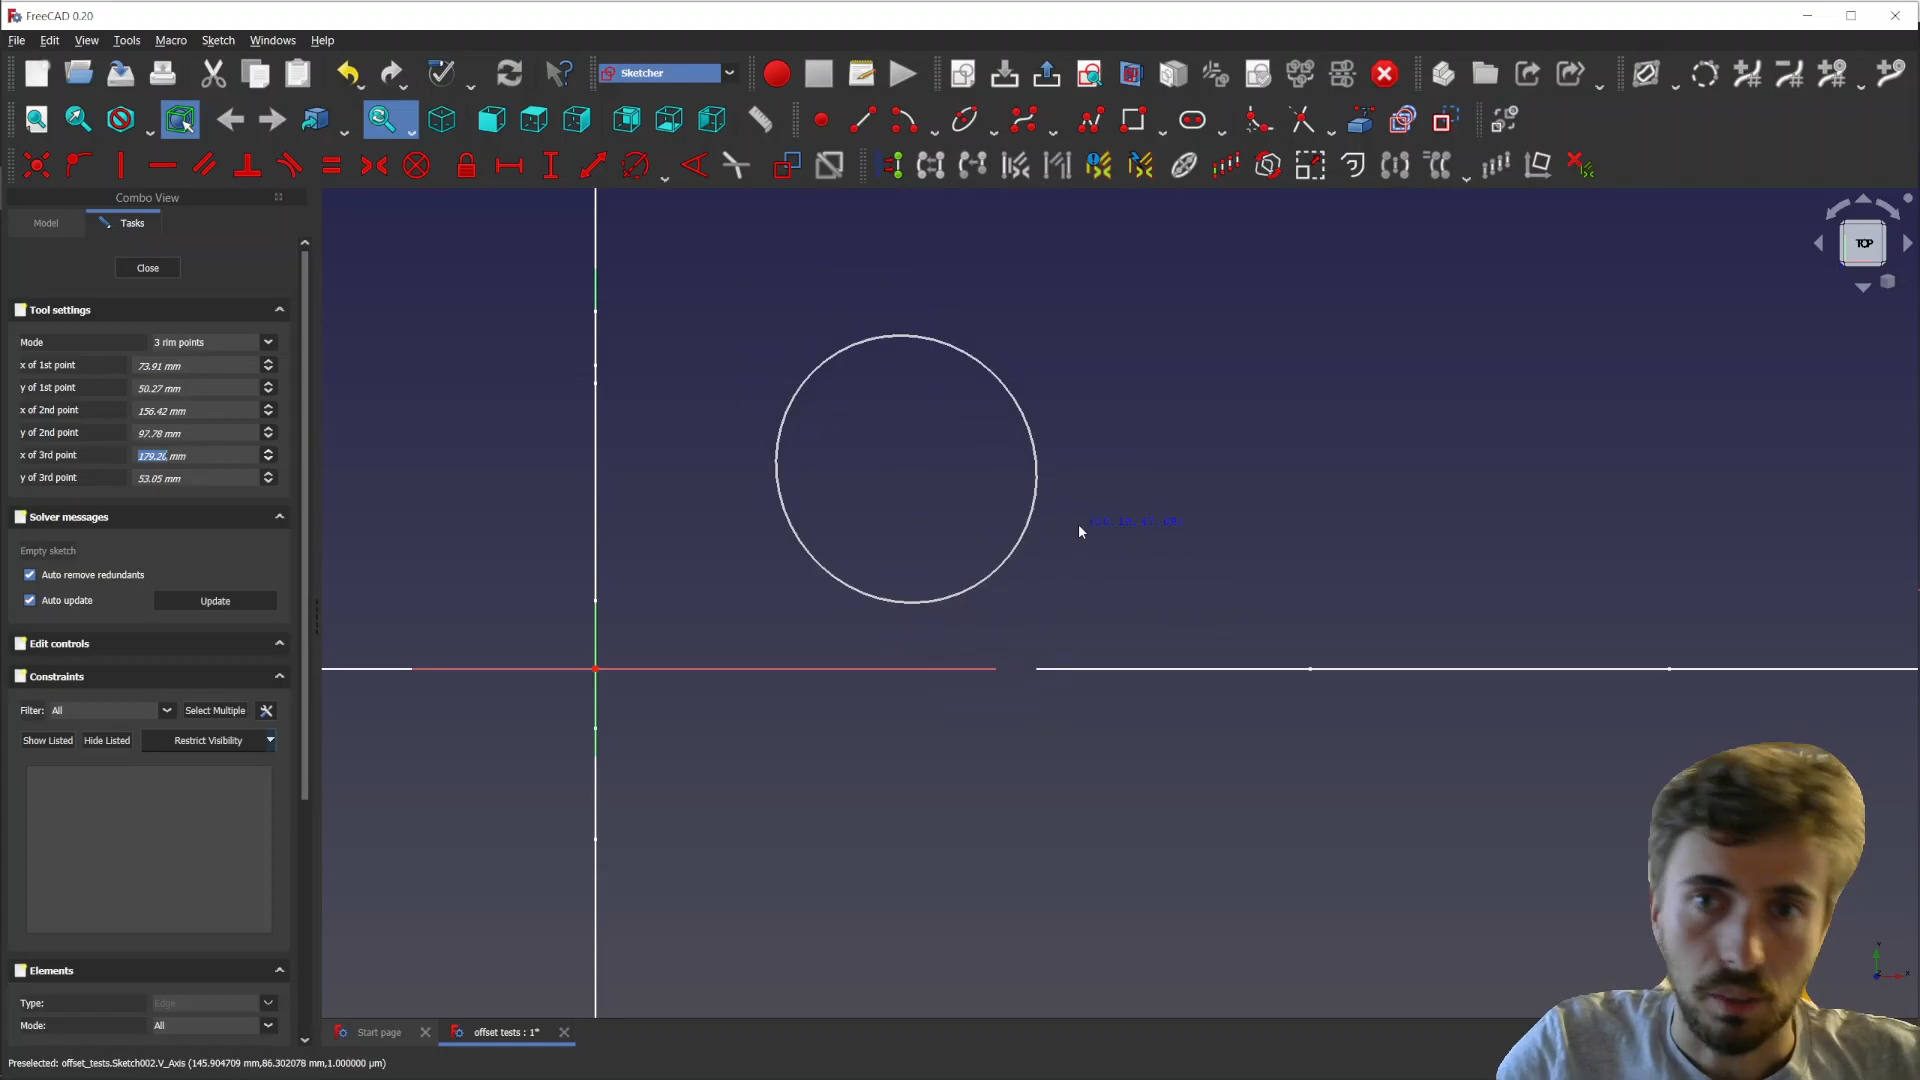 FreeCAD 0.20
File Edit View Tools Macro Sketch Windows Help
Sketcher
Combo View
Model Tasks
TOP
Close
Tool settings
Mode 3 rim points
x of 1st point 73.91 mm
y of 1st point 50.27 mm
x of 2nd point 156.42 mm
y of 2nd point 97.78 mm
x of 3rd point 179.20 mm
y of 3rd point 53.05 mm
Solver messages
Empty sketch
Auto remove redundants
Auto update Update
Edit controls
Constraints
Filter: All Select Multiple
Show Listed Hide Listed Restrict Visibility
Elements
Type: Edge
Mode: All
Start page offset tests : 1*
Preselected: offset_tests.Sketch002.V_Axis (145.904709 mm,86.302078 mm,1.000000 µm)